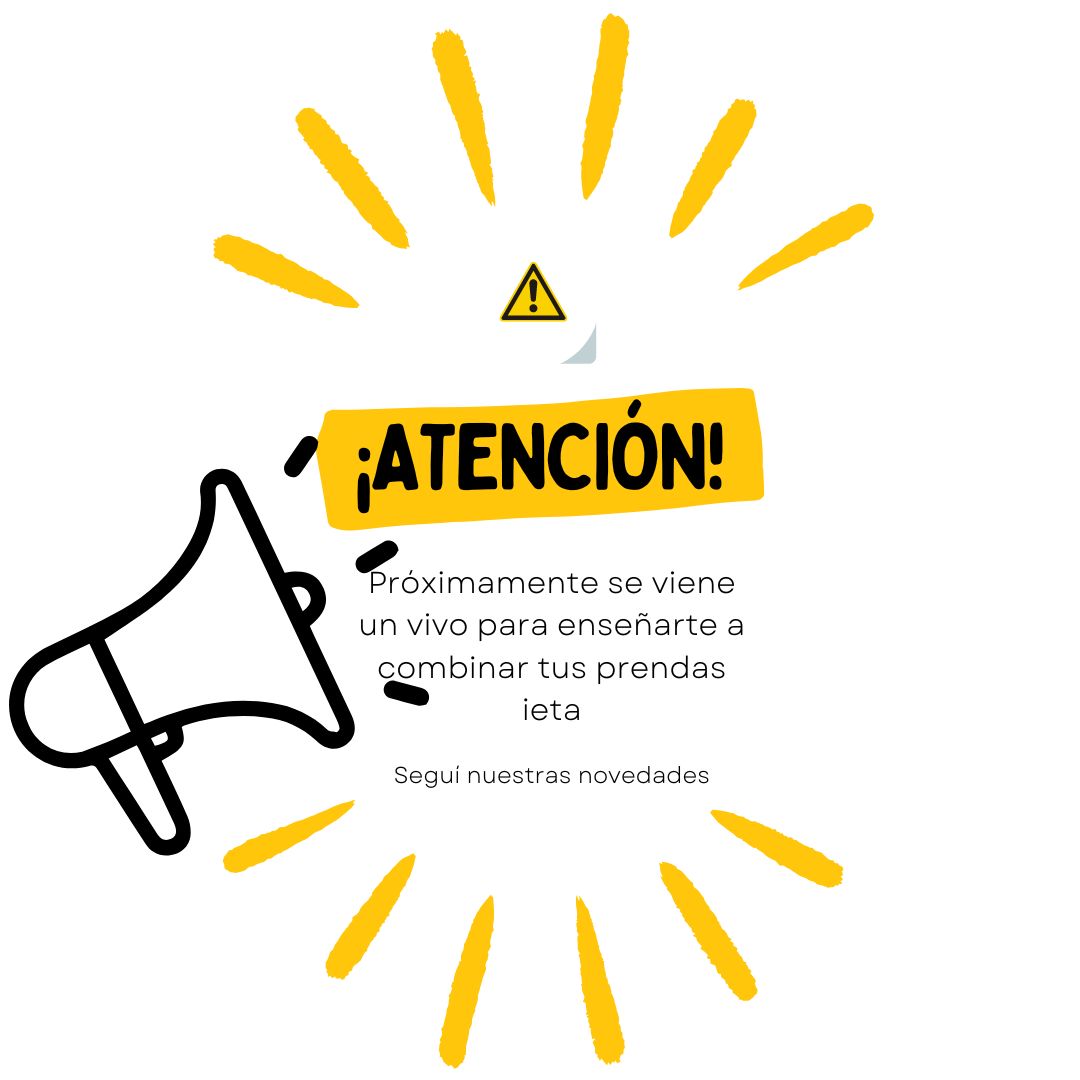 ¡ATENCIÓN!
Próximamente se viene
un vivo para enseñarte a
combinar tus prendas
ieta
Seguí nuestras novedades